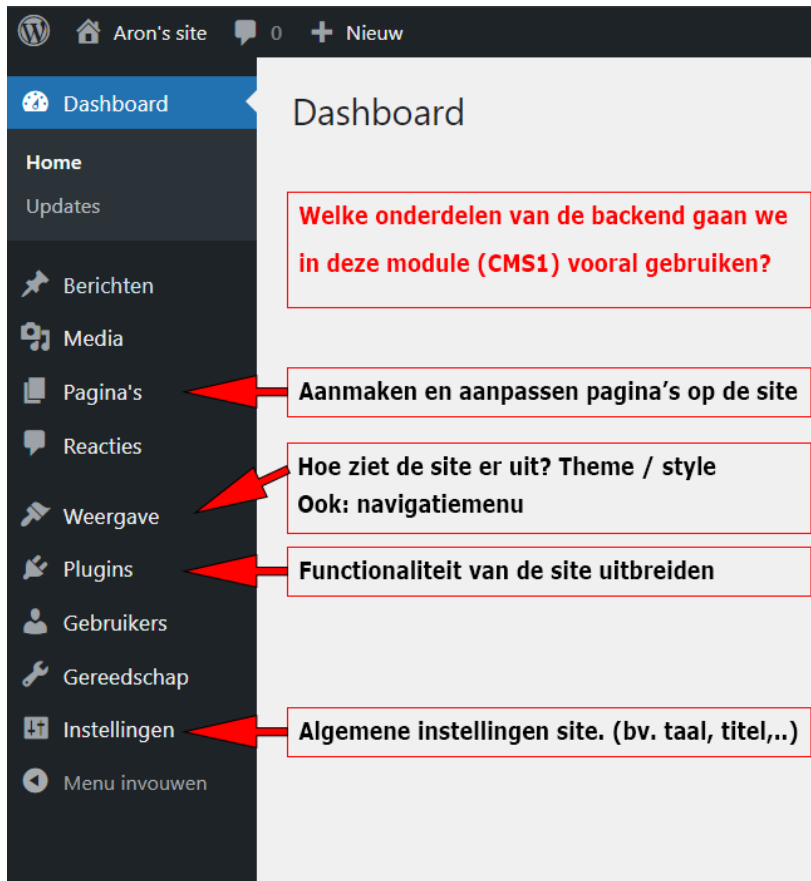 Aron's site 0 Nieuw
Dashboard
Home
Updates
Berichten
Media
Pagina's
Reacties
Weergave
Plugins
Gebruikers
Gereedschap
Instellingen
Menu invouwen
Dashboard
Welke onderdelen van de backend gaan we
in deze module (CMS1) vooral gebruiken?
Aanmaken en aanpassen pagina’s op de site
Hoe ziet de site er uit? Theme / style
Ook: navigatiemenu
Functionaliteit van de site uitbreiden
Algemene instellingen site. (bv. taal, titel,..)